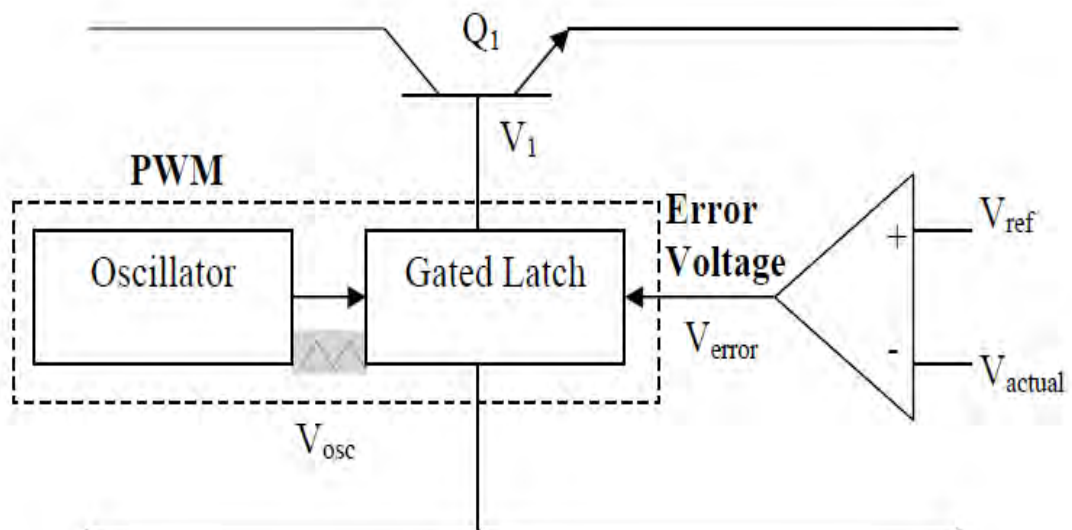 Q1
V1
PWM
Error
Voltage
Oscillator
Gated Latch
+
-
Vref
Vactual
Verror
Vosc